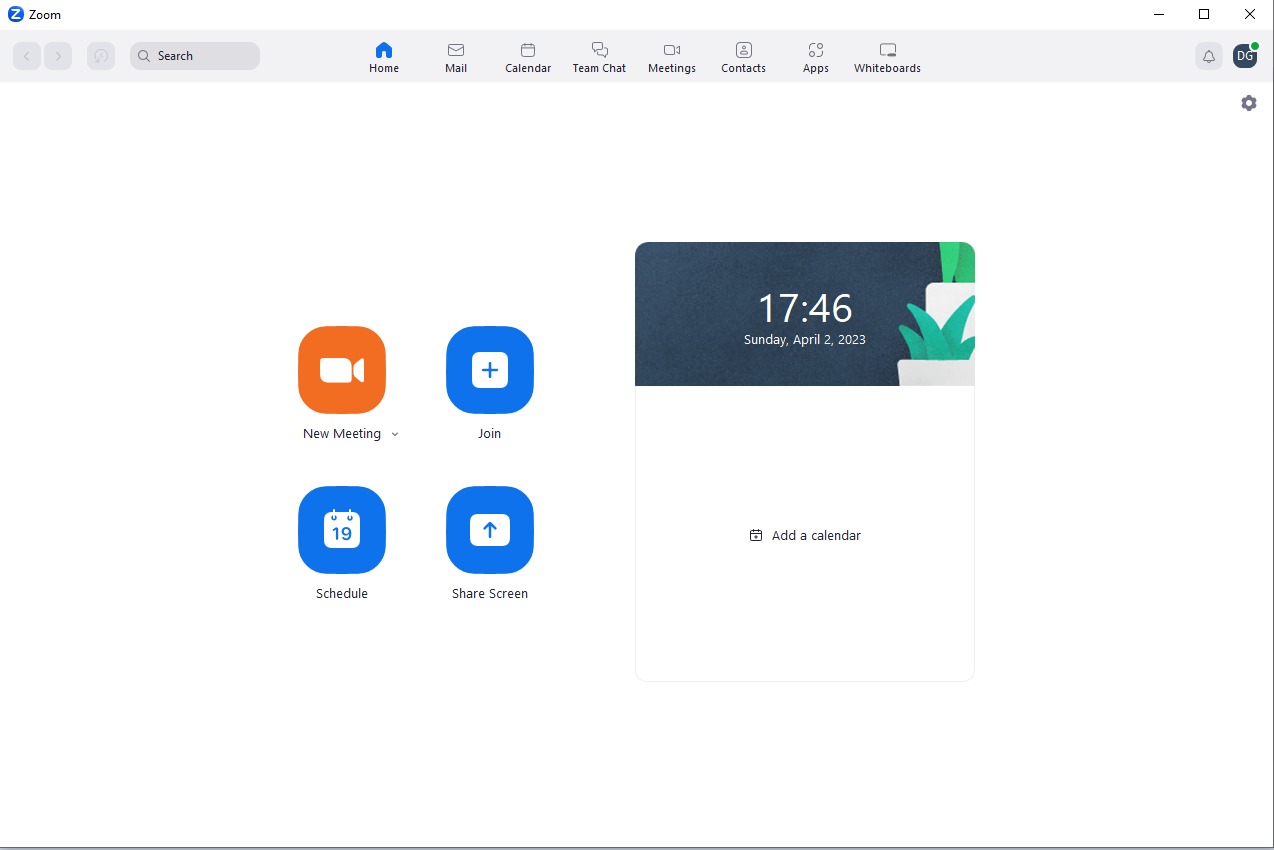 Zoom
Search
Home
Mail
Calendar
Team Chat
Meetings
Contacts
Apps
Whiteboards
DG
17:46
Sunday, April 2, 2023
New Meeting
Join
19
Schedule
Share Screen
Add a calendar